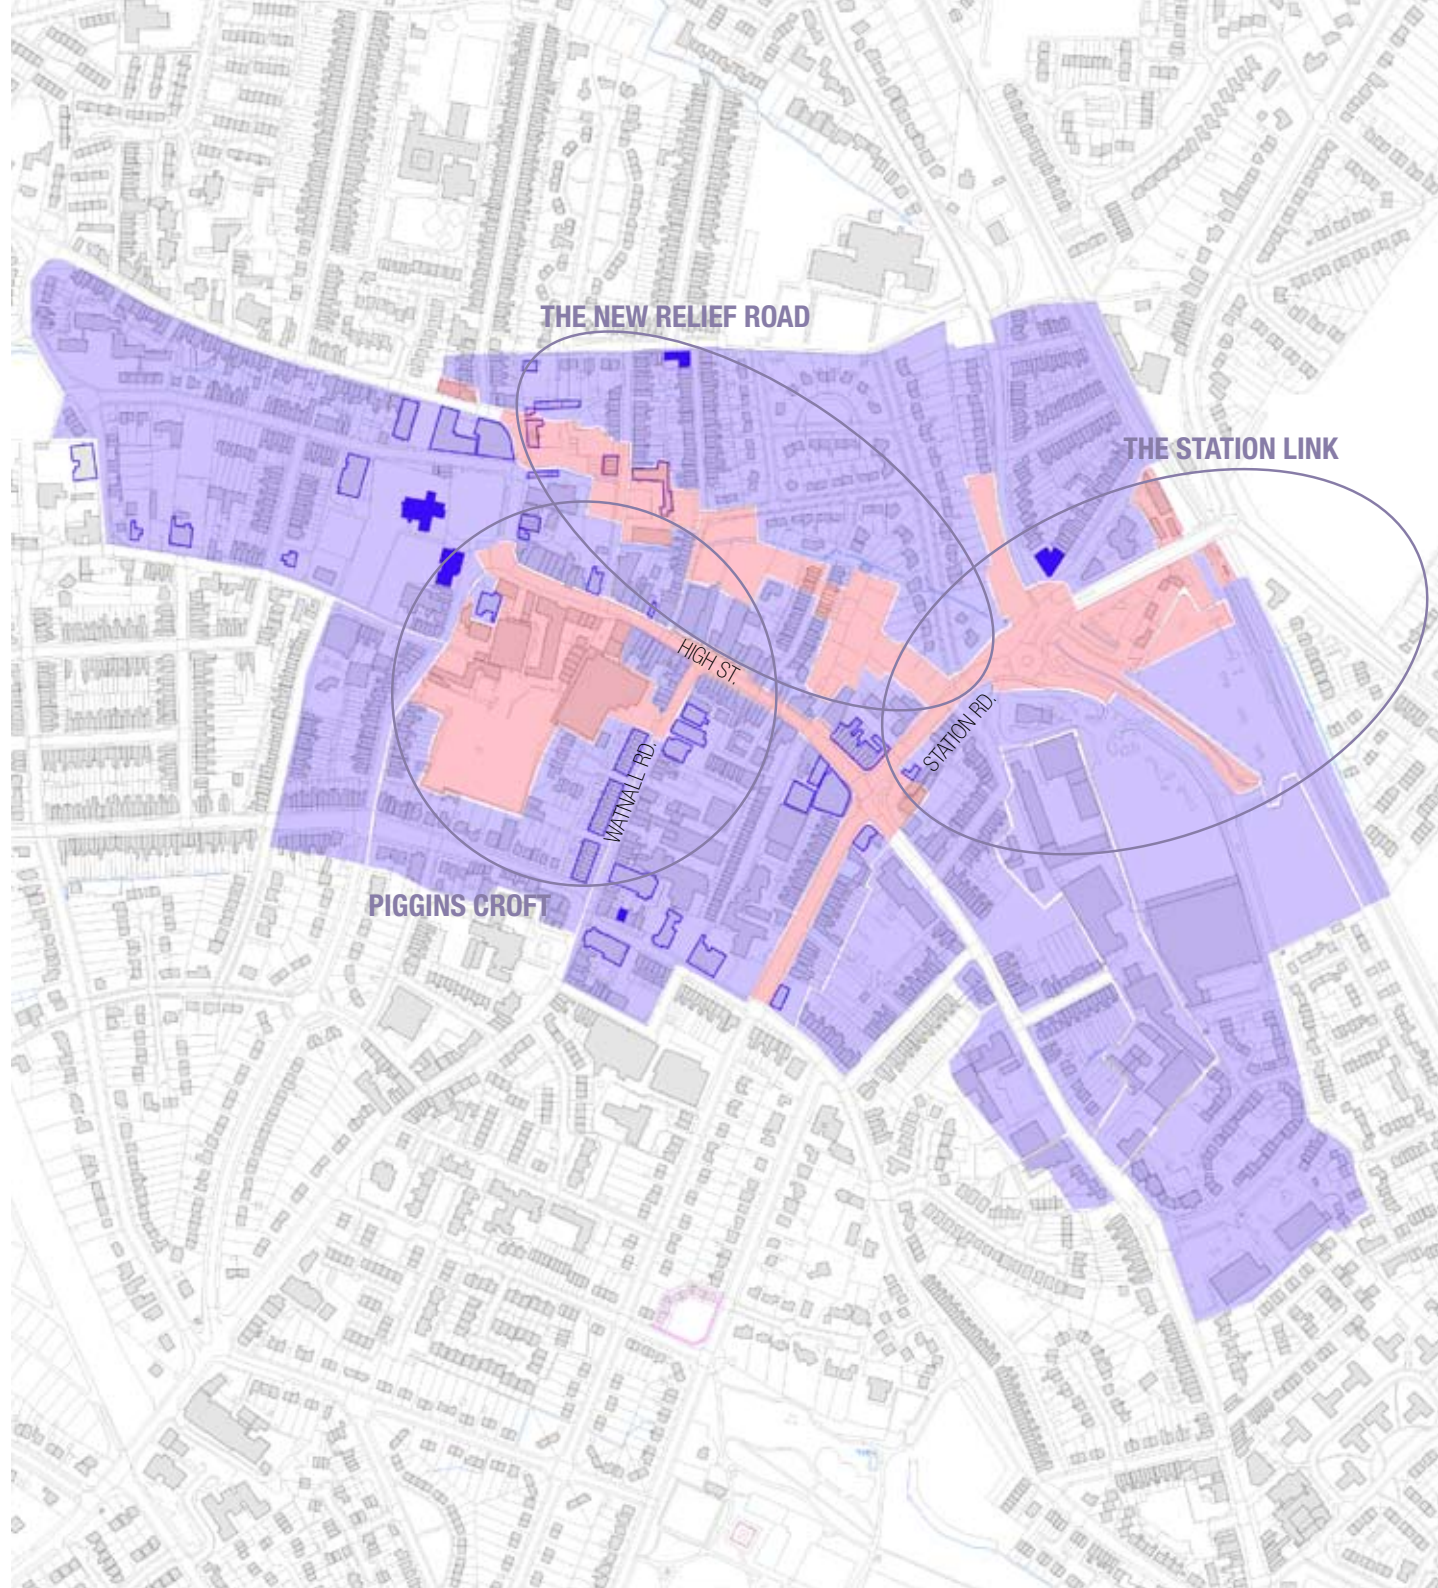 THE NEW RELIEF ROAD
THE STATION LINK
HIGH ST.
STATION RD.
WATNALL RD.
PIGGINS CROFT